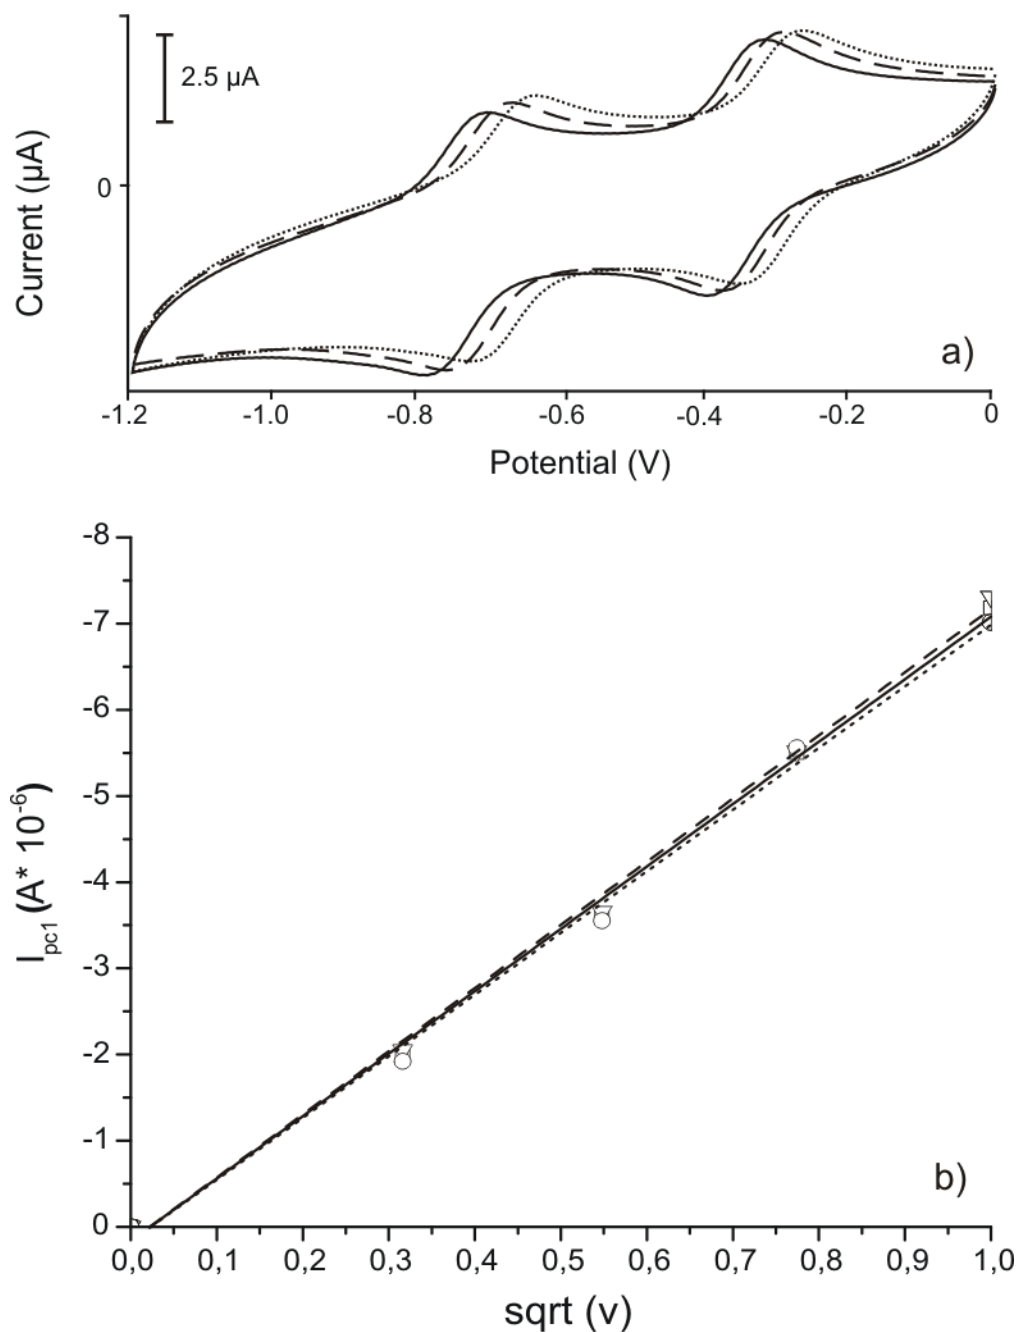 2.5 µA
Current (µA)
0
a)
-1.2 -1.0 -0.8 -0.6 -0.4 -0.2 0
Potential (V)
-8
-7
-6
-5
-4
-3
-2
-1
0
I pc1 (A* 10-6)
b)
0,0 0,1 0,2 0,3 0,4 0,5 0,6 0,7 0,8 0,9 1,0
sqrt (v)